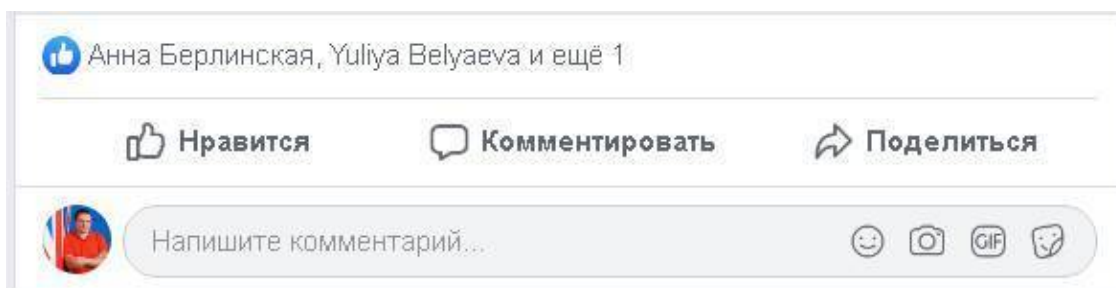 Анна Берлинская, Yuliya Belyaeva и ещё 1
Нравится Комментировать Поделиться
Напишите комментарий... GIF